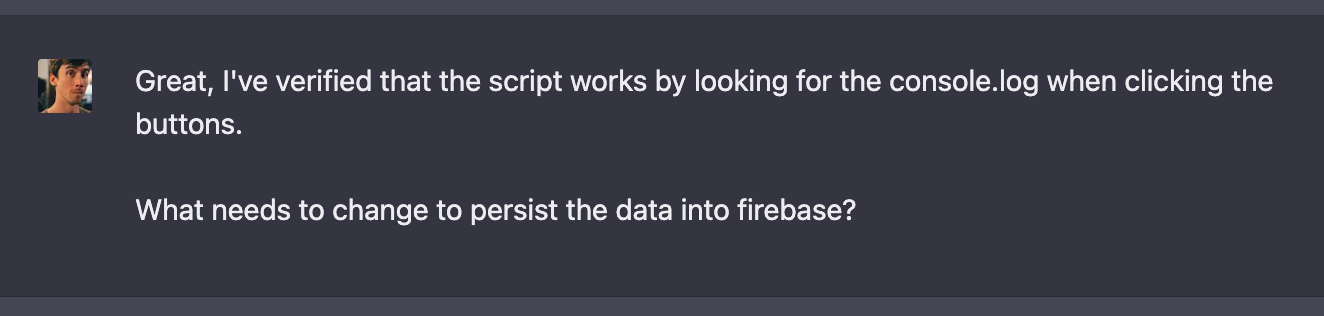 Great, I've verified that the script works by looking for the console.log when clicking the
buttons.
What needs to change to persist the data into firebase?